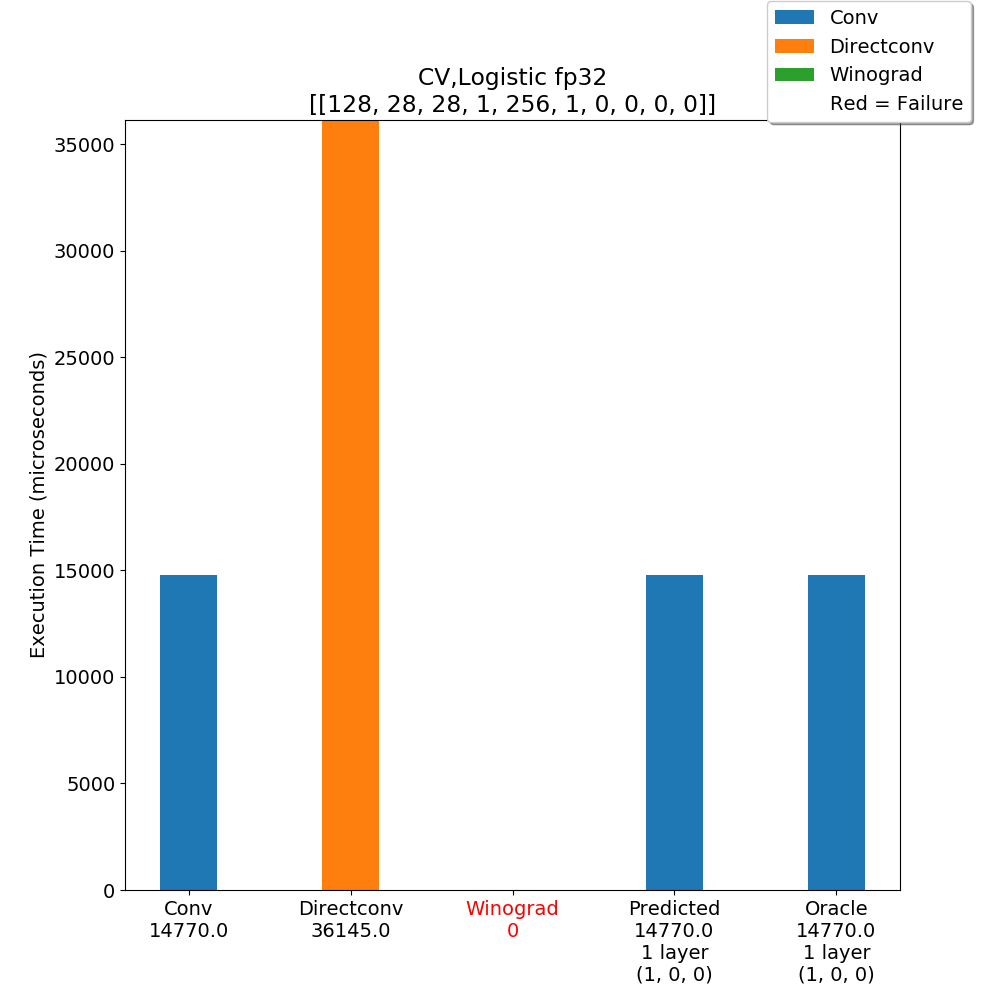 Conv
Directconv
Winograd
Red = Failure
CV,Logistic fp32
[[128, 28, 28, 1, 256, 1, 0, 0, 0, 0]]
35000
30000
25000
20000
15000
10000
5000
0
Execution Time (microseconds)
Conv
14770.0
Directconv
36145.0
Winograd
0
Predicted
14770.0
1 layer
(1, 0, 0)
Oracle
14770.0
1 layer
(1, 0, 0)